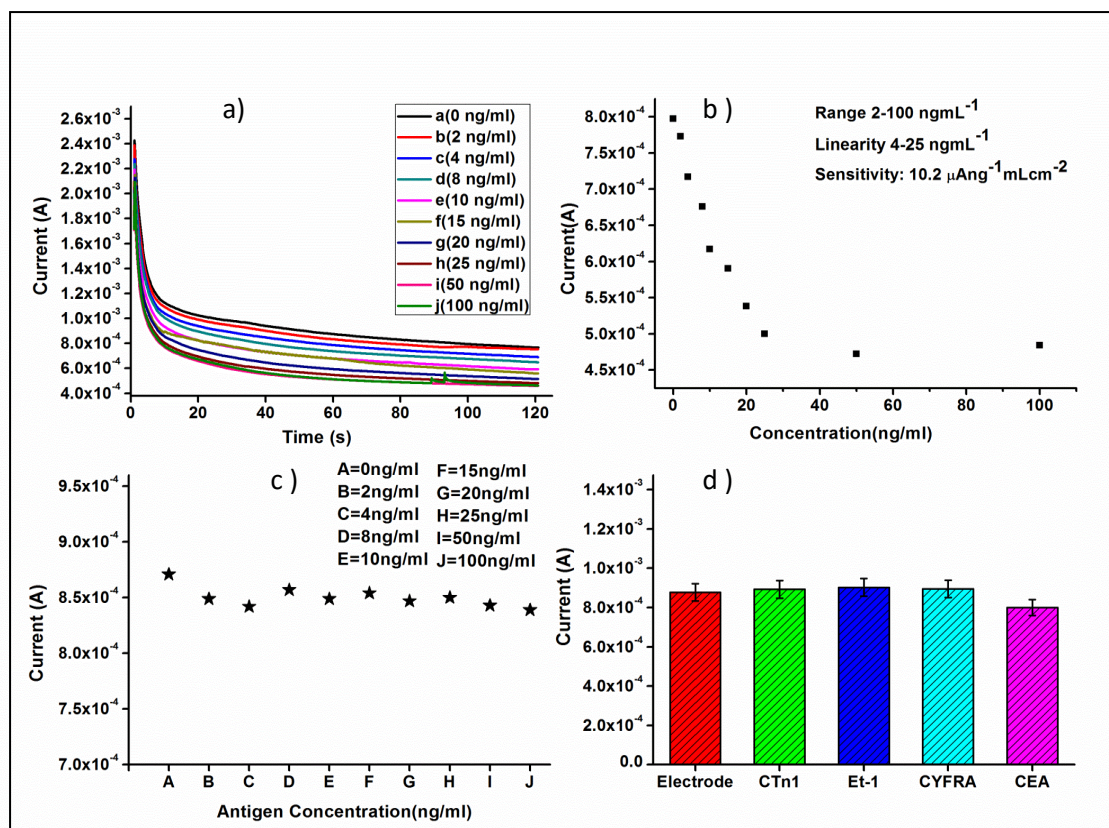 a)
2.6x10⁻³
2.4x10⁻³
2.2x10⁻³
2.0x10⁻³
1.8x10⁻³
1.6x10⁻³
1.4x10⁻³
1.2x10⁻³
1.0x10⁻³
8.0x10⁻⁴
6.0x10⁻⁴
4.0x10⁻⁴
Current (A)
0 20 40 60 80 100 120
Time (s)
a(0 ng/ml)
b(2 ng/ml)
c(4 ng/ml)
d(8 ng/ml)
e(10 ng/ml)
f(15 ng/ml)
g(20 ng/ml)
h(25 ng/ml)
i(50 ng/ml)
j(100 ng/ml)
b)
Range 2-100 ngmL⁻¹
Linearity 4-25 ngmL⁻¹
Sensitivity: 10.2 µAng⁻¹mLcm⁻²
8.0x10⁻⁴
7.5x10⁻⁴
7.0x10⁻⁴
6.5x10⁻⁴
6.0x10⁻⁴
5.5x10⁻⁴
5.0x10⁻⁴
4.5x10⁻⁴
Current(A)
0 20 40 60 80 100
Concentration(ng/ml)
c )
A=0ng/ml F=15ng/ml
B=2ng/ml G=20ng/ml
C=4ng/ml H=25ng/ml
D=8ng/ml I=50ng/ml
E=10ng/ml J=100ng/ml
9.5x10⁻⁴
9.0x10⁻⁴
8.5x10⁻⁴
8.0x10⁻⁴
7.5x10⁻⁴
7.0x10⁻⁴
Current (A)
A B C D E F G H I J
Antigen Concentration(ng/ml)
d )
1.4x10⁻³
1.2x10⁻³
1.0x10⁻³
8.0x10⁻⁴
6.0x10⁻⁴
4.0x10⁻⁴
2.0x10⁻⁴
0.0
Current (A)
Electrode CTn1 Et-1 CYFRA CEA